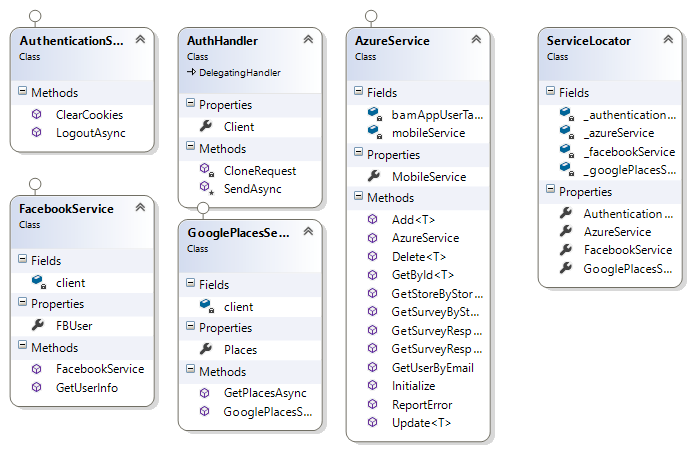 AuthenticationS...
Class
Methods
ClearCookies
LogoutAsync
AuthHandler
Class
DelegatingHandler
Properties
Client
Methods
CloneRequest
SendAsync
AzureService
Class
Fields
bamAppUserTa...
mobileService
Properties
MobileService
Methods
Add<T>
AzureService
Delete<T>
GetById<T>
GetStoreByStor...
GetSurveyBySt...
GetSurveyResp...
GetSurveyResp...
GetUserByEmail
Initialize
ReportError
Update<T>
ServiceLocator
Class
Fields
_authentication...
_azureService
_facebookService
_googlePlacesS...
Properties
Authentication...
AzureService
FacebookService
GooglePlacesS...
FacebookService
Class
Fields
client
Properties
FBUser
Methods
FacebookService
GetUserInfo
GooglePlacesSe...
Class
Fields
client
Properties
Places
Methods
GetPlacesAsync
GooglePlacesS...